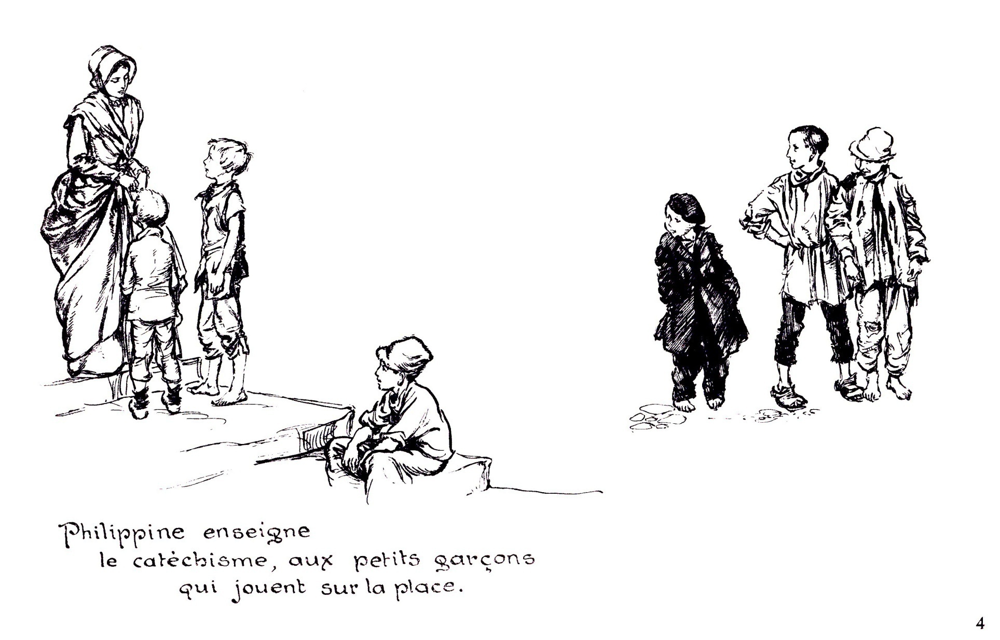 Philippine enseigne
le catéchisme, aux petits garçons
qui jouent sur la place.
4